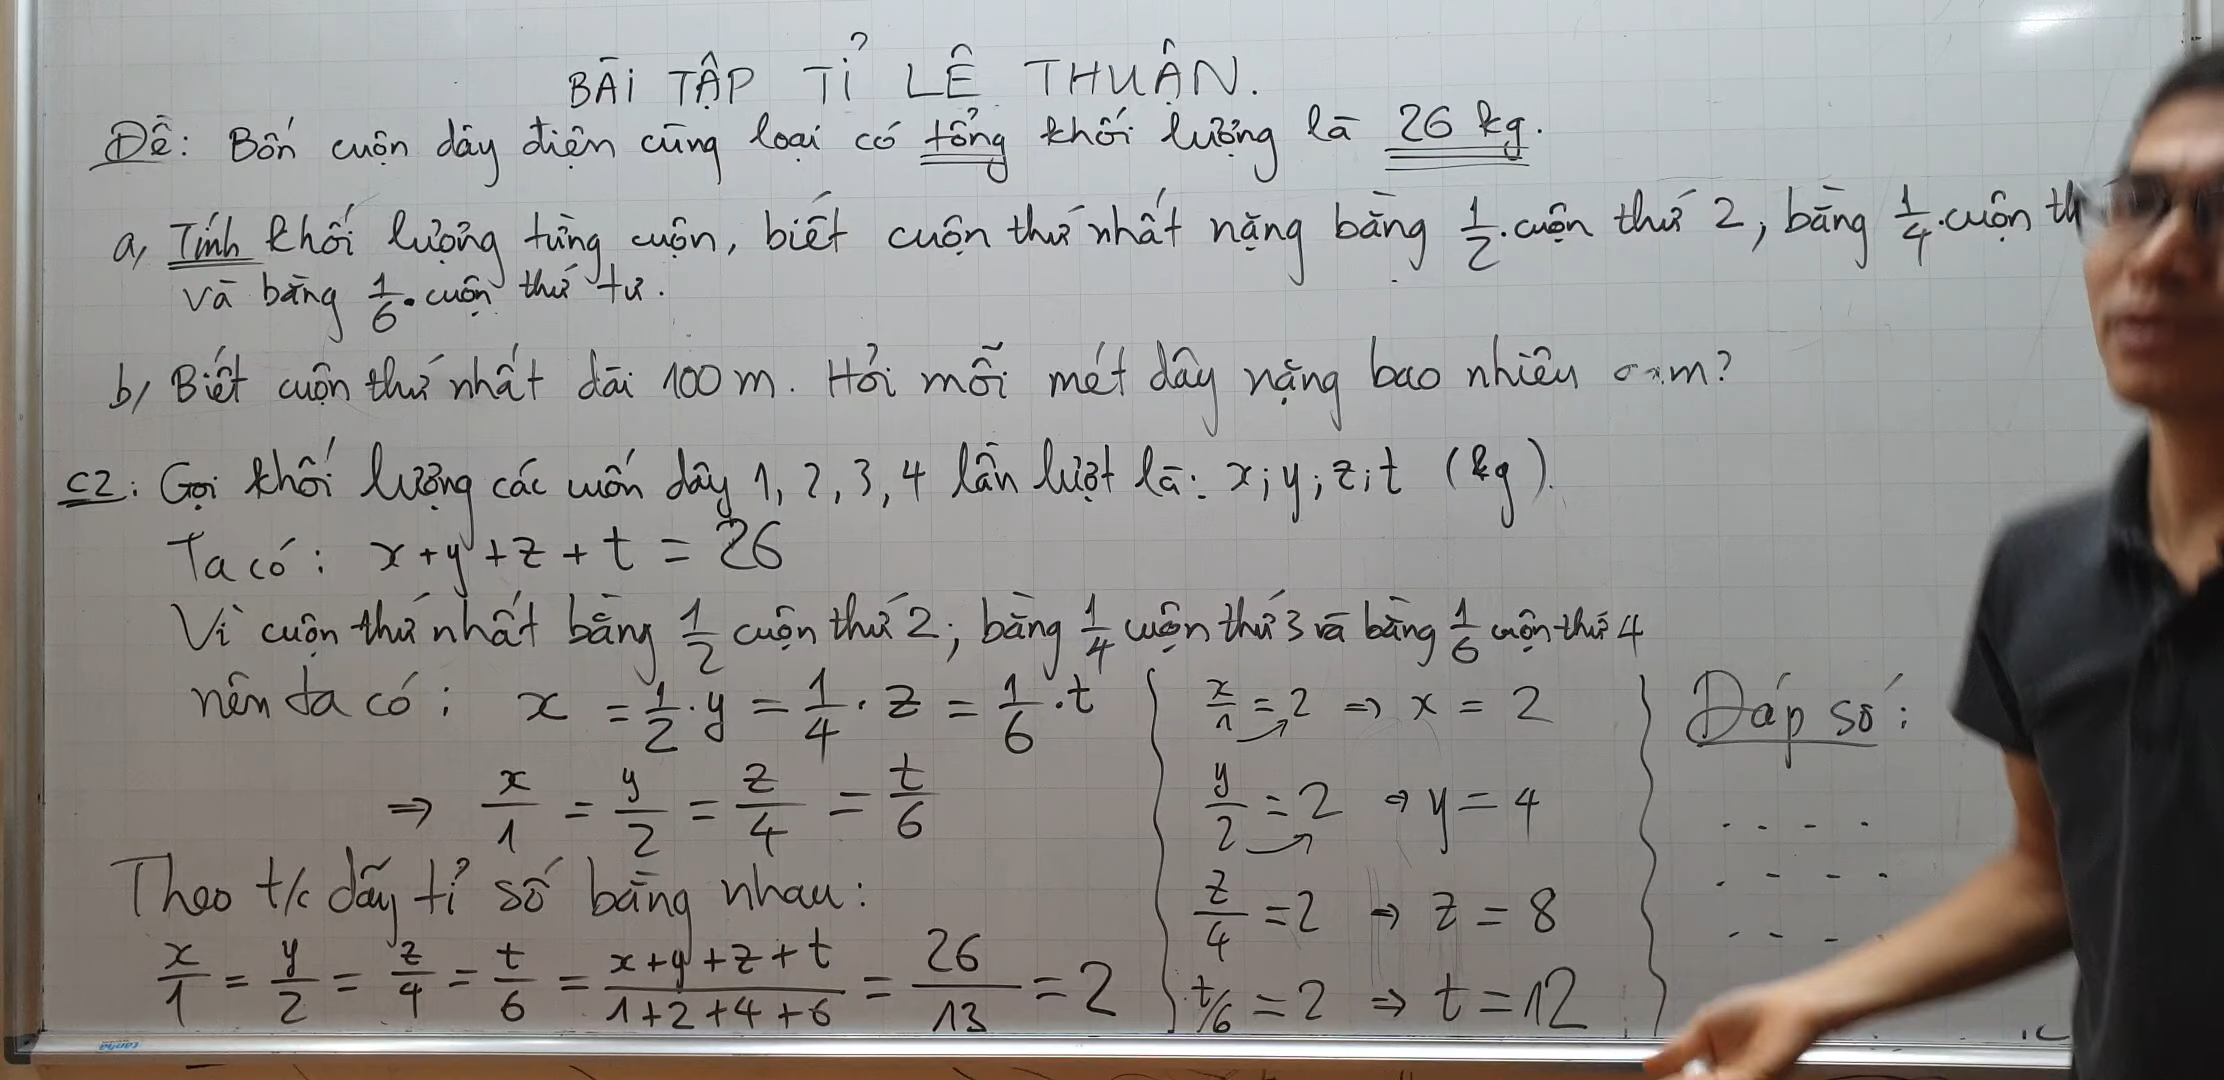 BÀI TẬP TỈ LỆ THUẬN.
Đề: Bốn cuộn dây điện cùng loại có tổng khối lượng là 26 kg.
a, Tính khối lượng từng cuộn, biết cuộn thứ nhất nặng bằng 1/2 . cuộn thứ 2, bằng 1/4 . cuộn th
và bằng 1/6 . cuộn thứ tư.
b, Biết cuộn thứ nhất dài 100 m. Hỏi mỗi mét dây nặng bao nhiêu
C2: Gọi khối lượng các cuốn dây 1, 2, 3, 4 lần lượt là: x; y; z; t (kg).
Ta có: x + y + z + t = 26
Vì cuộn thứ nhất bằng 1/2 cuộn thứ 2, bằng 1/4 cuộn thứ 3 và bằng 1/6 cuộn thứ 4
nên ta có: x = 1/2 . y = 1/4 . z = 1/6 . t
⇒ x/1 = y/2 = z/4 = t/6
Theo t/c dãy tỉ số bằng nhau:
x/1 = y/2 = z/4 = t/6 = (x+y+z+t)/(1+2+4+6) = 26/13 = 2
x/1 = 2 ⇒ x = 2
y/2 = 2 ⇒ y = 4
z/4 = 2 ⇒ z = 8
t/6 = 2 ⇒ t = 12
Đáp số:
. . . .
. . . .
. . . .